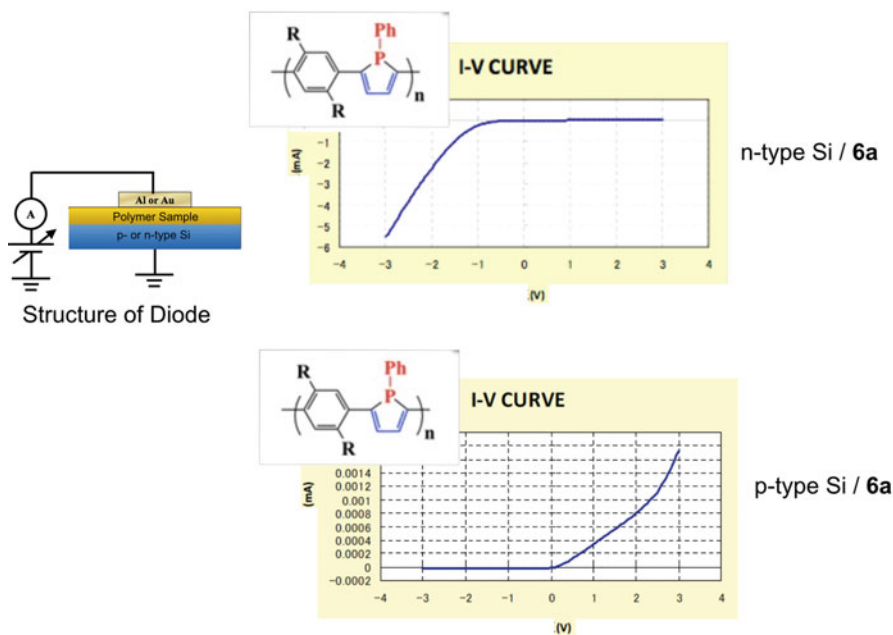 R
Ph
P
R
n
I-V CURVE
(mA)
-1
-2
-3
-4
-5
-6
-4 -3 -2 -1 0 1 2 3 4
(V)
n-type Si / 6a
A
Al or Au
Polymer Sample
p- or n-type Si
Structure of Diode
R
Ph
P
R
n
I-V CURVE
(mA)
0.0014
0.0012
0.001
0.0008
0.0006
0.0004
0.0002
0
-0.0002
-4 -3 -2 -1 0 1 2 3 4
(V)
p-type Si / 6a